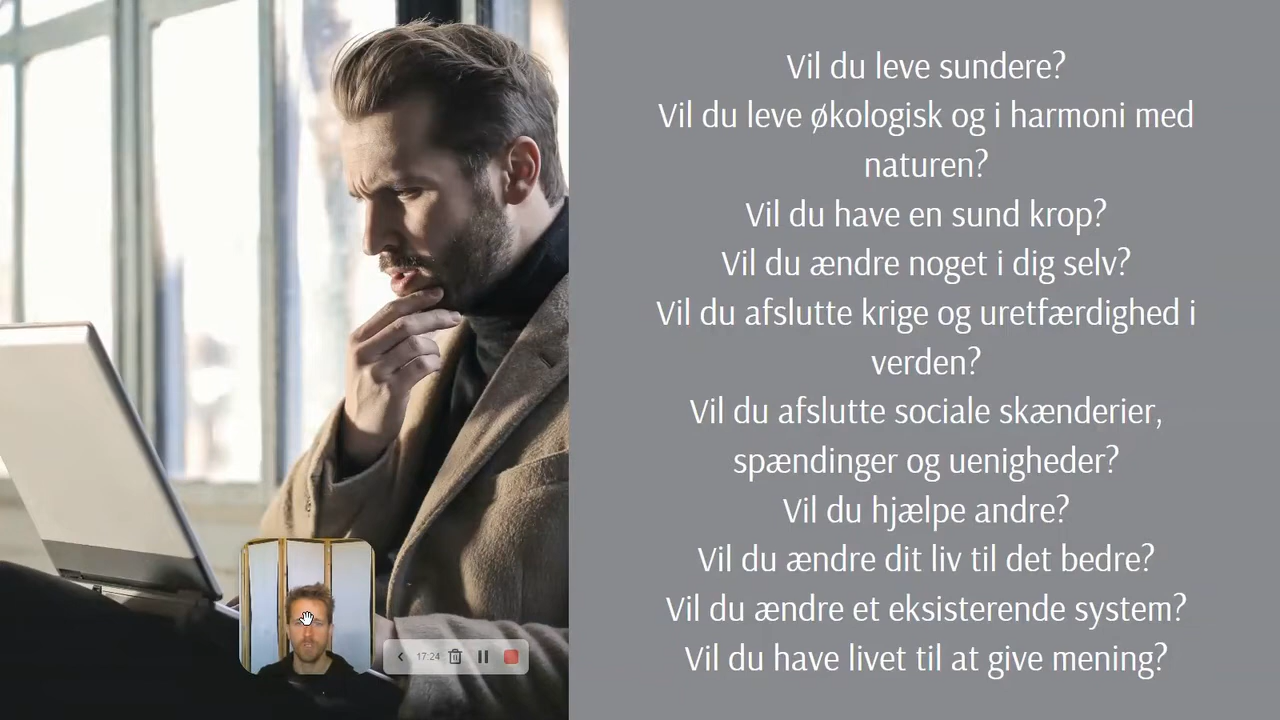 Vil du leve sundere?
Vil du leve økologisk og i harmoni med
naturen?
Vil du have en sund krop?
Vil du ændre noget i dig selv?
Vil du afslutte krige og uretfærdighed i
verden?
Vil du afslutte sociale skænderier,
spændinger og uenigheder?
Vil du hjælpe andre?
Vil du ændre dit liv til det bedre?
Vil du ændre et eksisterende system?
Vil du have livet til at give mening?
17:24